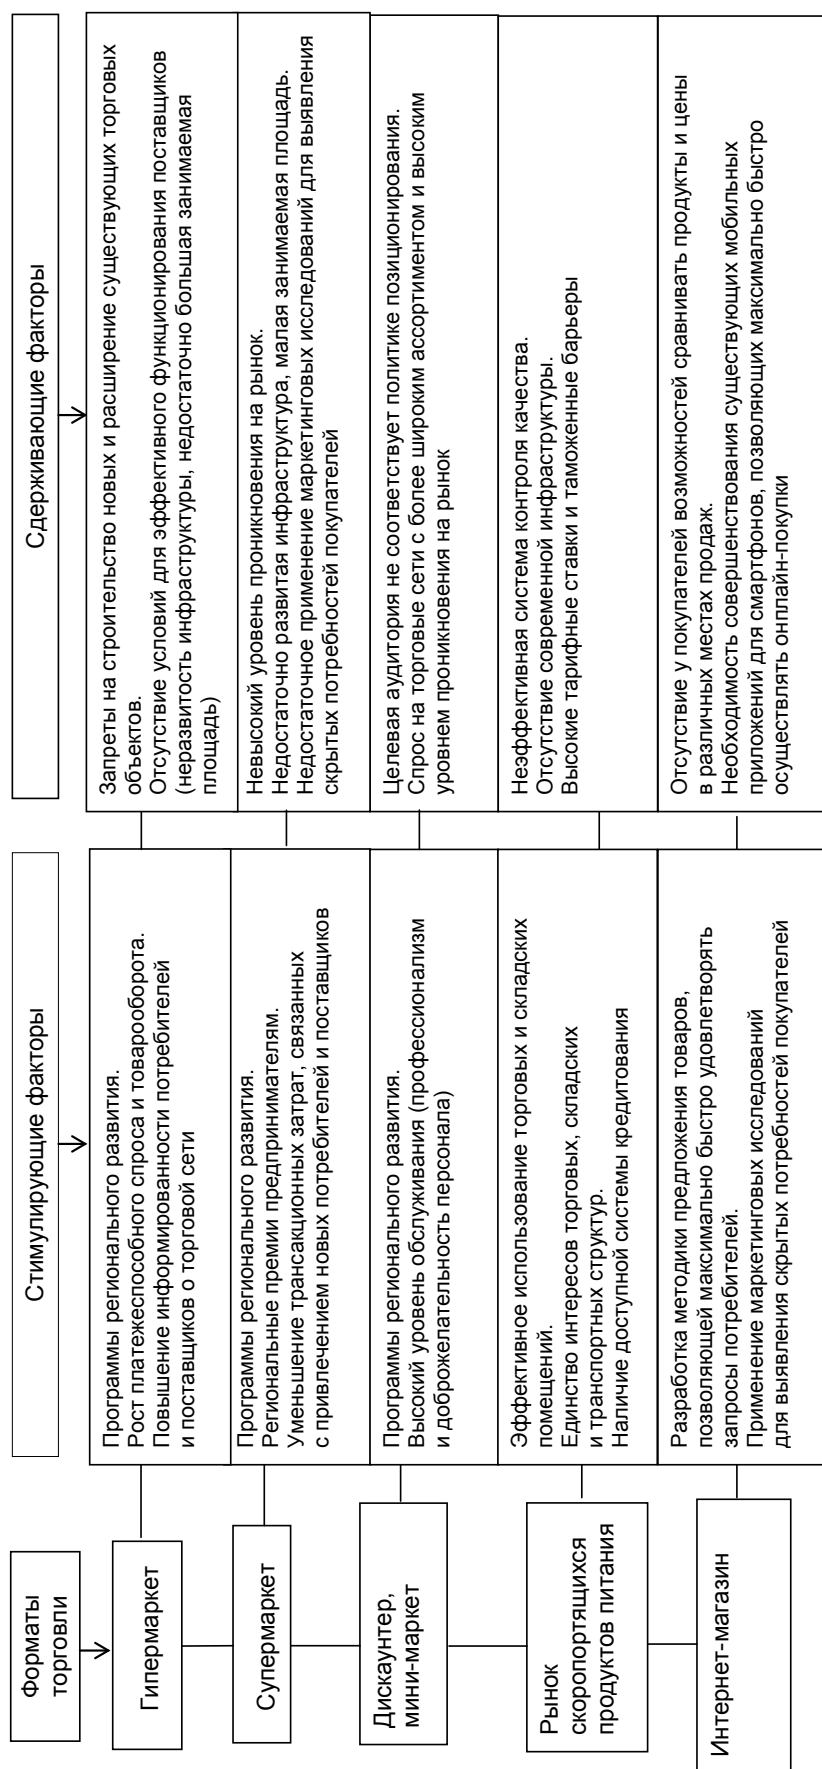 Форматы
торговли
Стимулирующие факторы
Сдерживающие факторы
Гипермаркет
Программы регионального развития.
Рост платежеспособного спроса и товарооборота.
Повышение информированности потребителей
и поставщиков о торговой сети
Запреты на строительство новых и расширение существующих торговых
объектов.
Отсутствие условий для эффективного функционирования поставщиков
(неразвитость инфраструктуры, недостаточно большая занимаемая
площадь)
Супермаркет
Программы регионального развития.
Региональные премии предпринимателям.
Уменьшение трансакционных затрат, связанных
с привлечением новых потребителей и поставщиков
Невысокий уровень проникновения на рынок.
Недостаточно развитая инфраструктура, малая занимаемая площадь.
Недостаточное применение маркетинговых исследований для выявления
скрытых потребностей покупателей
Дискаунтер,
мини-маркет
Программы регионального развития.
Высокий уровень обслуживания (профессионализм
и доброжелательность персонала)
Целевая аудитория не соответствует политике позиционирования.
Спрос на торговые сети с более широким ассортиментом и высоким
уровнем проникновения на рынок
Рынок
скоропортящихся
продуктов питания
Эффективное использование торговых и складских
помещений.
Единство интересов торговых, складских
и транспортных структур.
Наличие доступной системы кредитования
Неэффективная система контроля качества.
Отсутствие современной инфраструктуры.
Высокие тарифные ставки и таможенные барьеры
Интернет-магазин
Разработка методики предложения товаров,
позволяющей максимально быстро удовлетворять
запросы потребителей.
Применение маркетинговых исследований
для выявления скрытых потребностей покупателей
Отсутствие у покупателей возможностей сравнивать продукты и цены
в различных местах продаж.
Необходимость совершенствования существующих мобильных
приложений для смартфонов, позволяющих максимально быстро
осуществлять онлайн-покупки